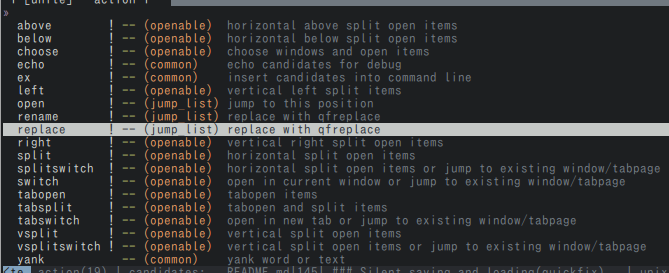 »
above ! -- (openable) horizontal above split open items
below ! -- (openable) horizontal below split open items
choose ! -- (openable) choose windows and open items
echo ! -- (common) echo candidates for debug
ex ! -- (common) insert candidates into command line
left ! -- (openable) vertical left split items
open ! -- (jump_list) jump to this position
rename ! -- (jump_list) replace with qfreplace
replace ! -- (jump_list) replace with qfreplace
right ! -- (openable) vertical right split open items
split ! -- (openable) horizontal split open items
splitswitch ! -- (openable) horizontal split open items or jump to existing window/tabpage
switch ! -- (openable) open in current window or jump to existing window/tabpage
tabopen ! -- (openable) tabopen items
tabsplit ! -- (openable) tabopen and split items
tabswitch ! -- (openable) open in new tab or jump to existing window/tabpage
vsplit ! -- (openable) vertical split open items
vsplitswitch ! -- (openable) vertical split open items or jump to existing window/tabpage
yank -- (common) yank word or text
action(19) | candidates: README.md[145] ### Silent saving and loading(quickfix)